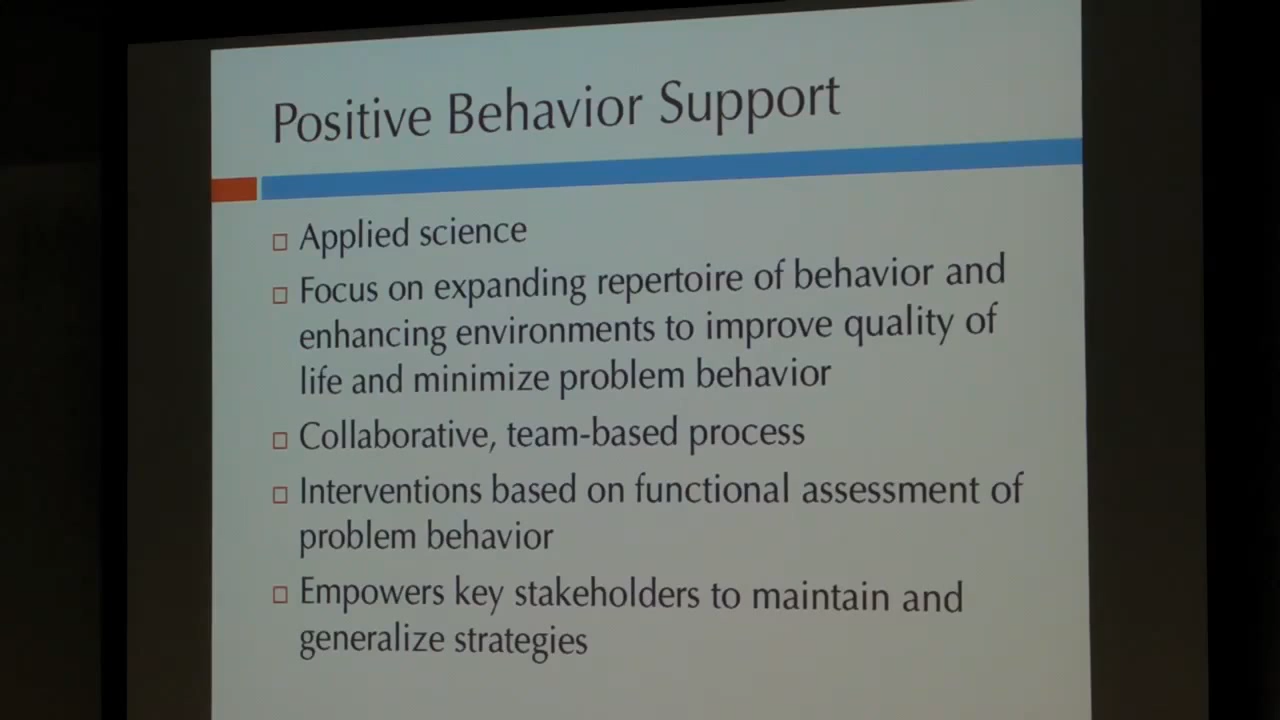 Positive Behavior Support
Applied science
Focus on expanding repertoire of behavior and
enhancing environments to improve quality of
life and minimize problem behavior
Collaborative, team-based process
Interventions based on functional assessment of
problem behavior
Empowers key stakeholders to maintain and
generalize strategies